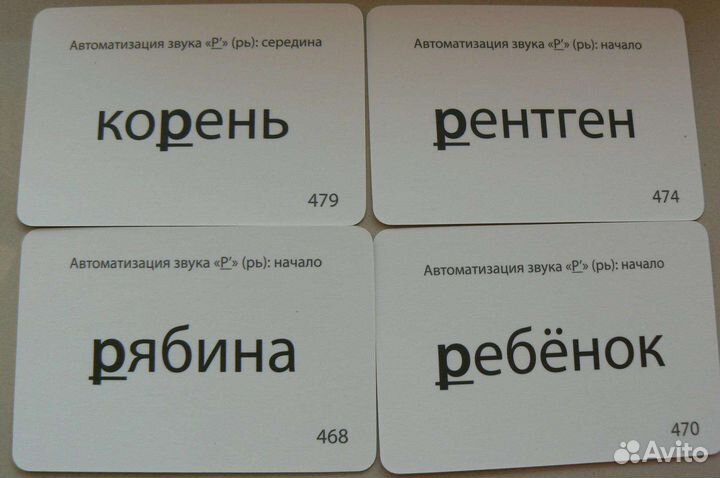 Автоматизация звука «Р'» (рь): середина
корень
479
Автоматизация звука «Р'» (рь): начало
рентген
474
Автоматизация звука «Р'» (рь): начало
рябина
468
Автоматизация звука «Р'» (рь): начало
ребёнок
470
Avito